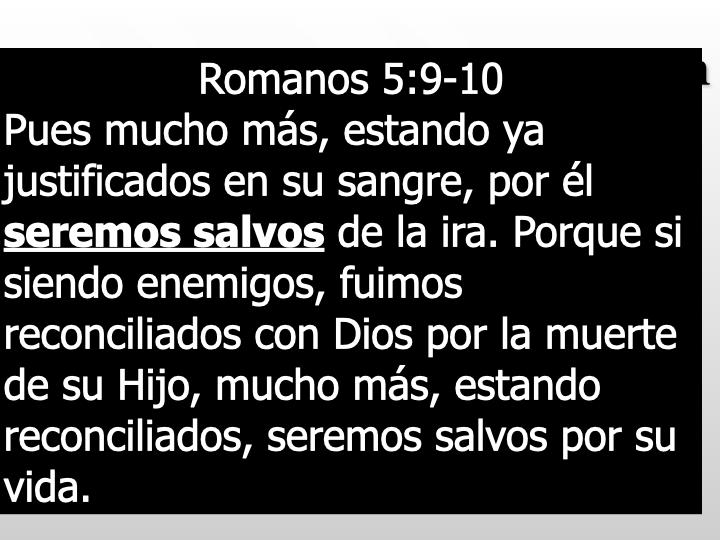 Romanos 5:9-10
Pues mucho más, estando ya
justificados en su sangre, por él
seremos salvos de la ira. Porque si
siendo enemigos, fuimos
reconciliados con Dios por la muerte
de su Hijo, mucho más, estando
reconciliados, seremos salvos por su
vida.